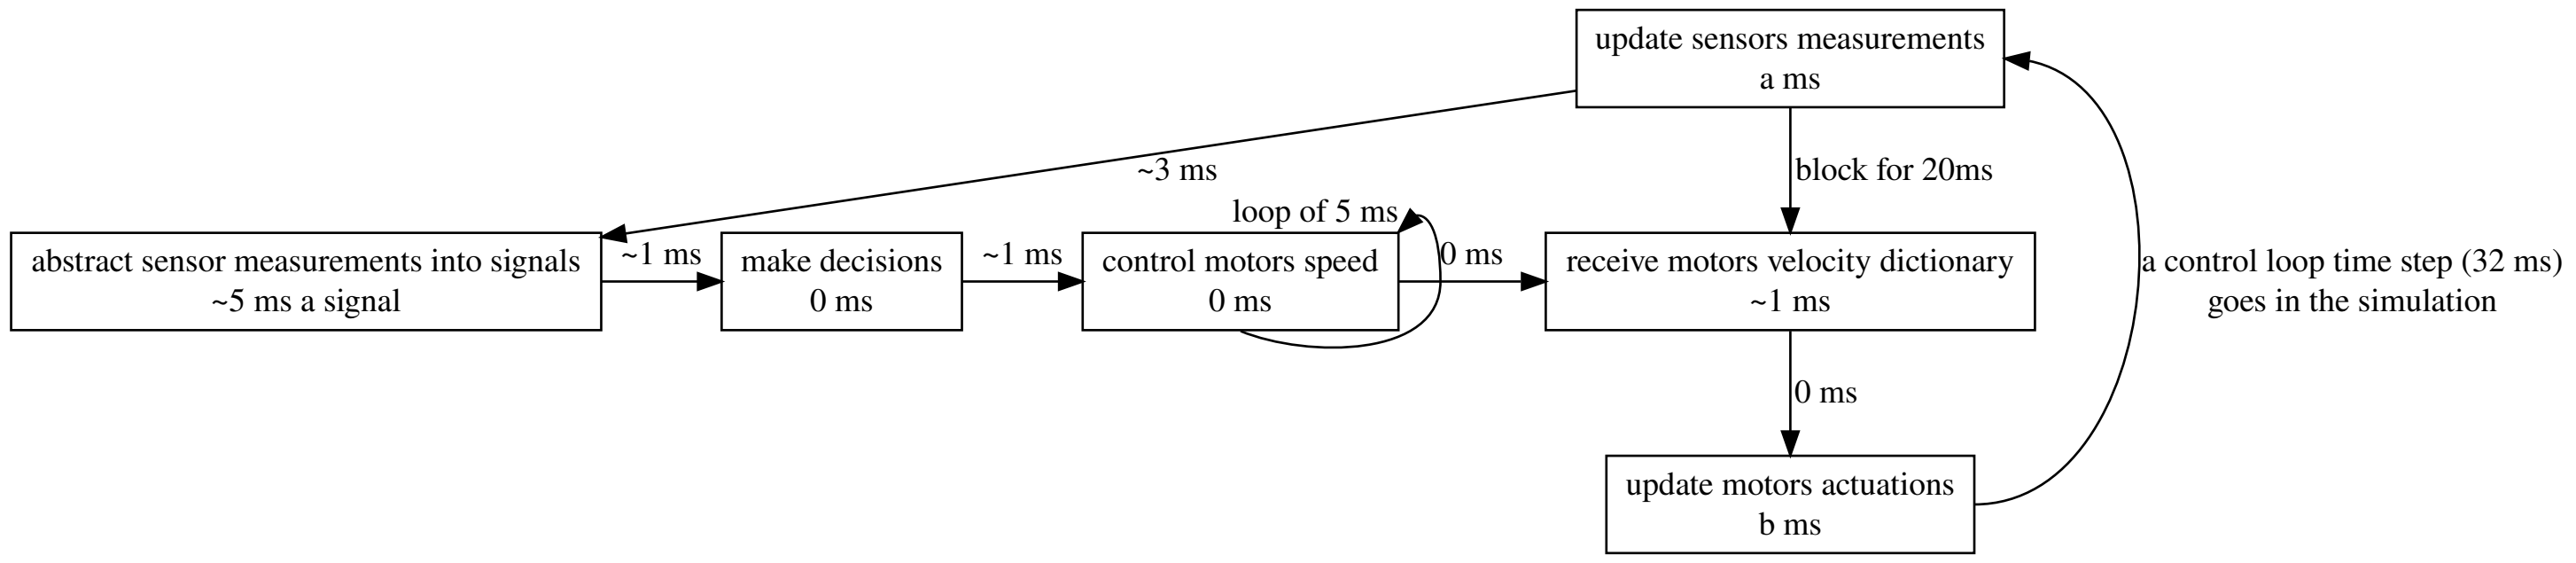 update sensors measurements
a ms
~3 ms
block for 20ms
loop of 5 ms
abstract sensor measurements into signals
~5 ms a signal
~1 ms
make decisions
0 ms
~1 ms
control motors speed
0 ms
0 ms
receive motors velocity dictionary
~1 ms
a control loop time step (32 ms)
goes in the simulation
0 ms
update motors actuations
b ms